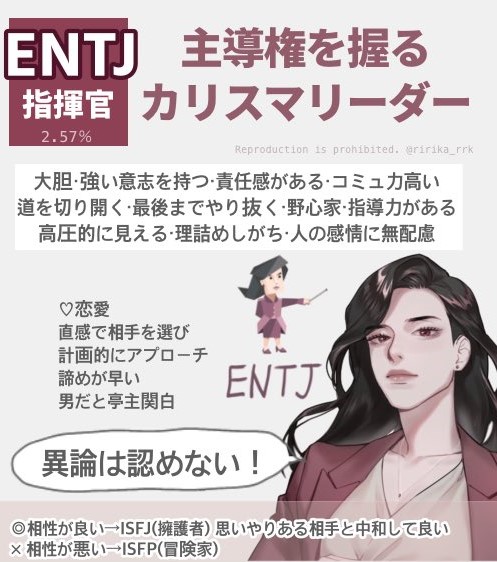 ENTJ
指揮官
2.57%
主導権を握る
カリスマリーダー
Reproduction is prohibited. @ririka_rrk
大胆・強い意志を持つ・責任感がある・コミュ力高い
道を切り開く・最後までやり抜く・野心家・指導力がある
高圧的に見える・理詰めしがち・人の感情に無配慮
♡恋愛
直感で相手を選び
計画的にアプローチ
諦めが早い
男だと亭主関白
ENTJ
異論は認めない！
◎相性が良い→ISFJ(擁護者) 思いやりある相手と中和して良い
× 相性が悪い→ISFP(冒険家)